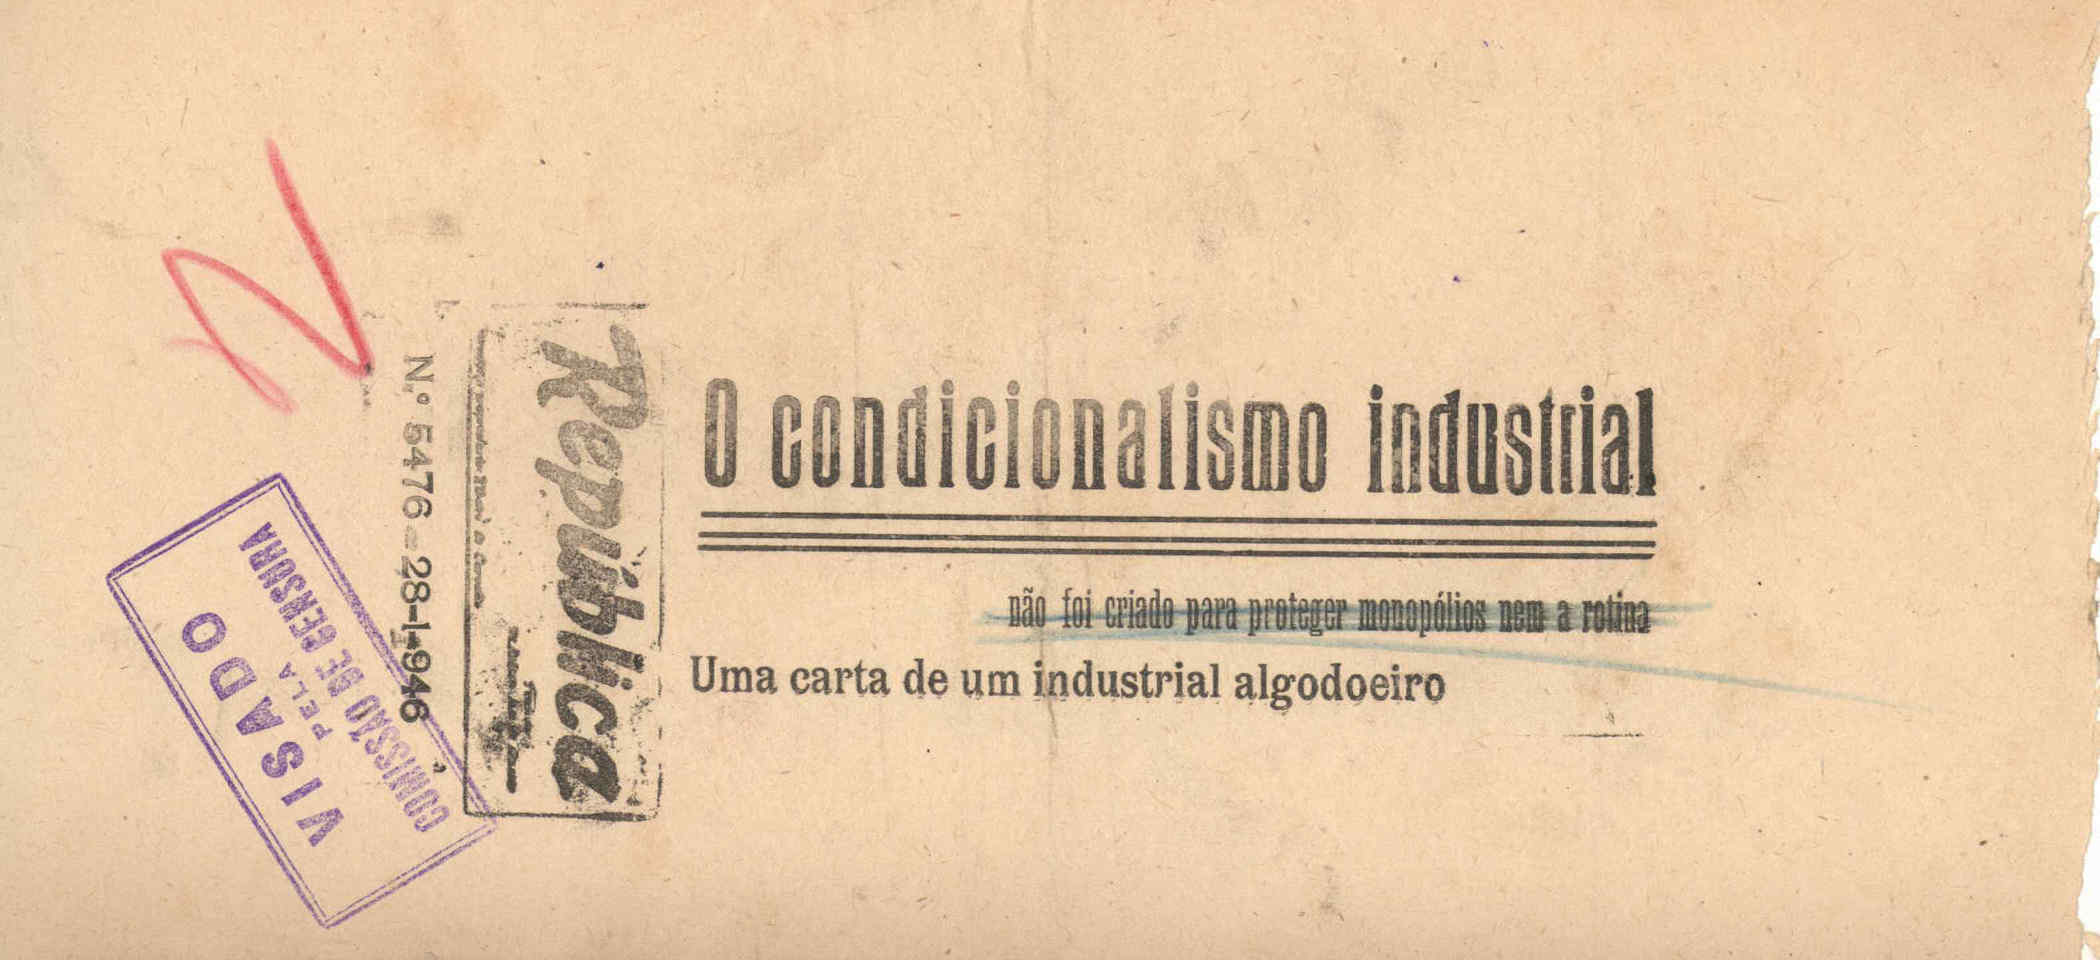 O condicionalismo industrial
não foi criado para proteger monopólios nem a rotina
Uma carta de um industrial algodoeiro
República
N.º 5476—28-1-946
VISADO
PELA
COMISSÃO DE CENSURA